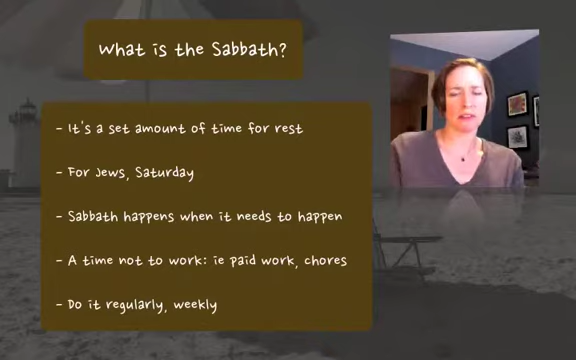 What is the Sabbath?
- It's a set amount of time for rest
- For Jews, Saturday
- Sabbath happens when it needs to happen
- A time not to work: ie paid work, chores
- Do it regularly, weekly